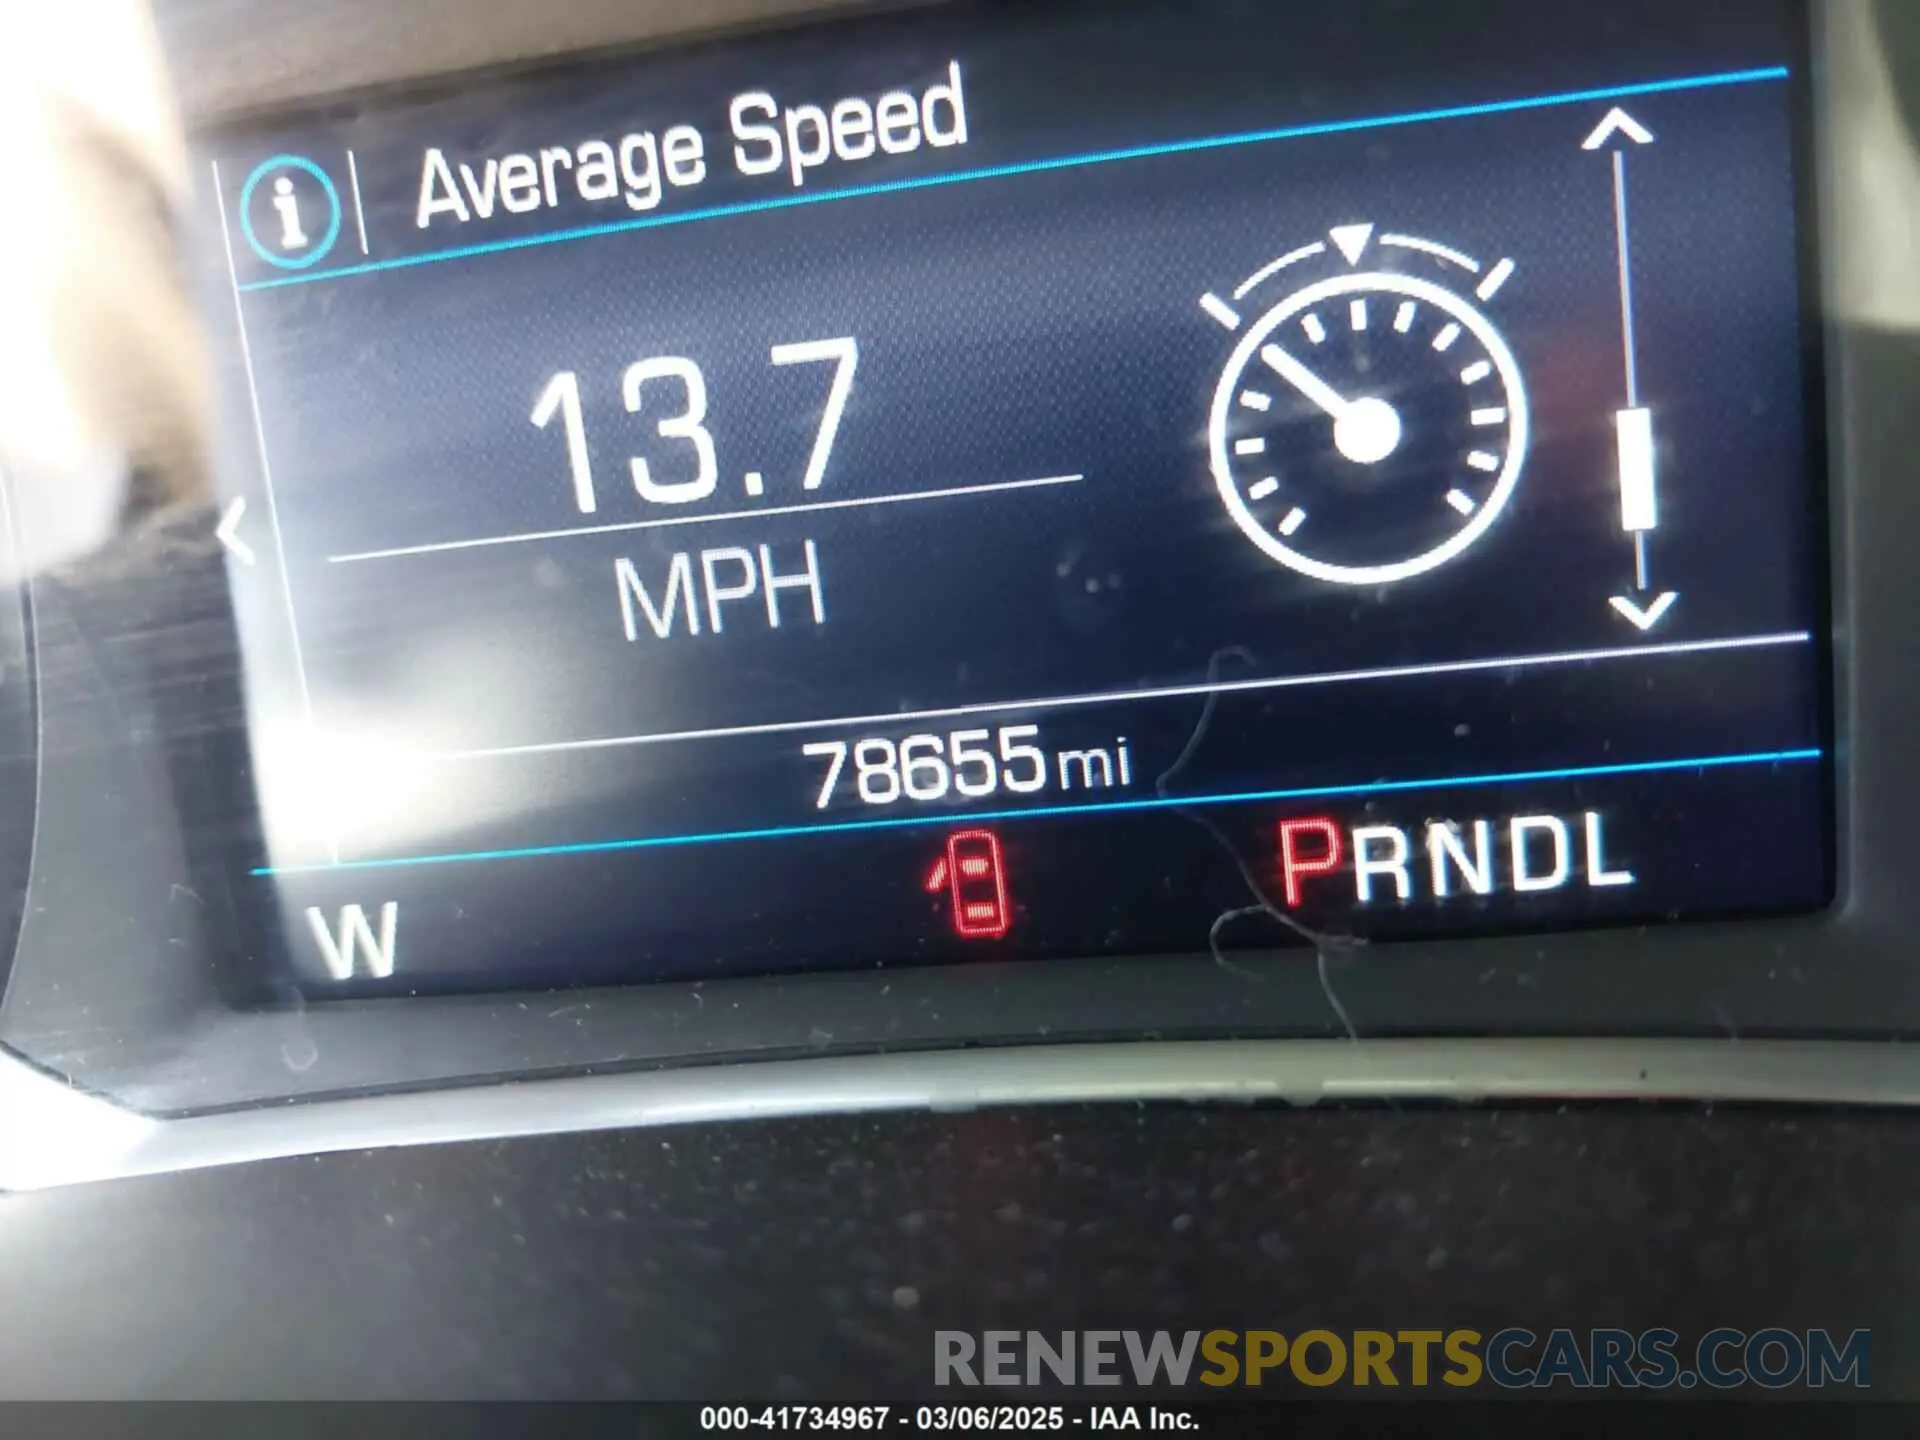 i Average Speed
13.7
MPH
78655 mi
W PRNDL
RENEWSPORTSCARS.COM
000-41734967 - 03/06/2025 - IAA Inc.